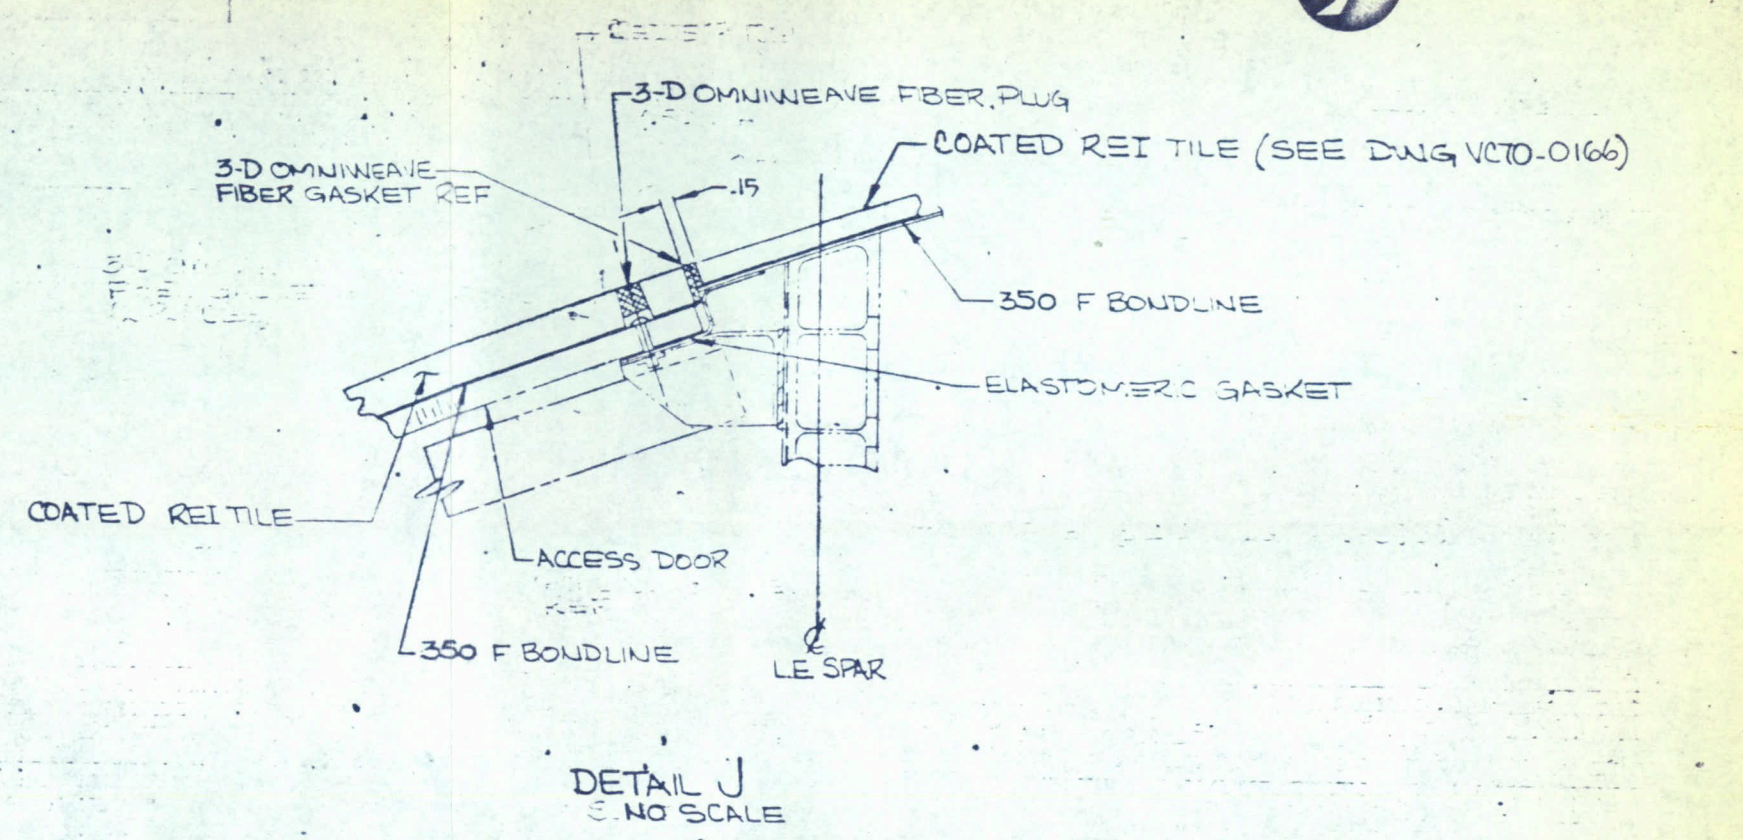 3-D OMNIWEAVE FIBER PLUG
COATED REI TILE (SEE DWG VC70-0166)
3-D OMNIWEAVE
FIBER GASKET REF
.15
350 F BONDLINE
ELASTOMERIC GASKET
COATED REI TILE
ACCESS DOOR
REF
350 F BONDLINE
LE SPAR
DETAIL J
NO SCALE